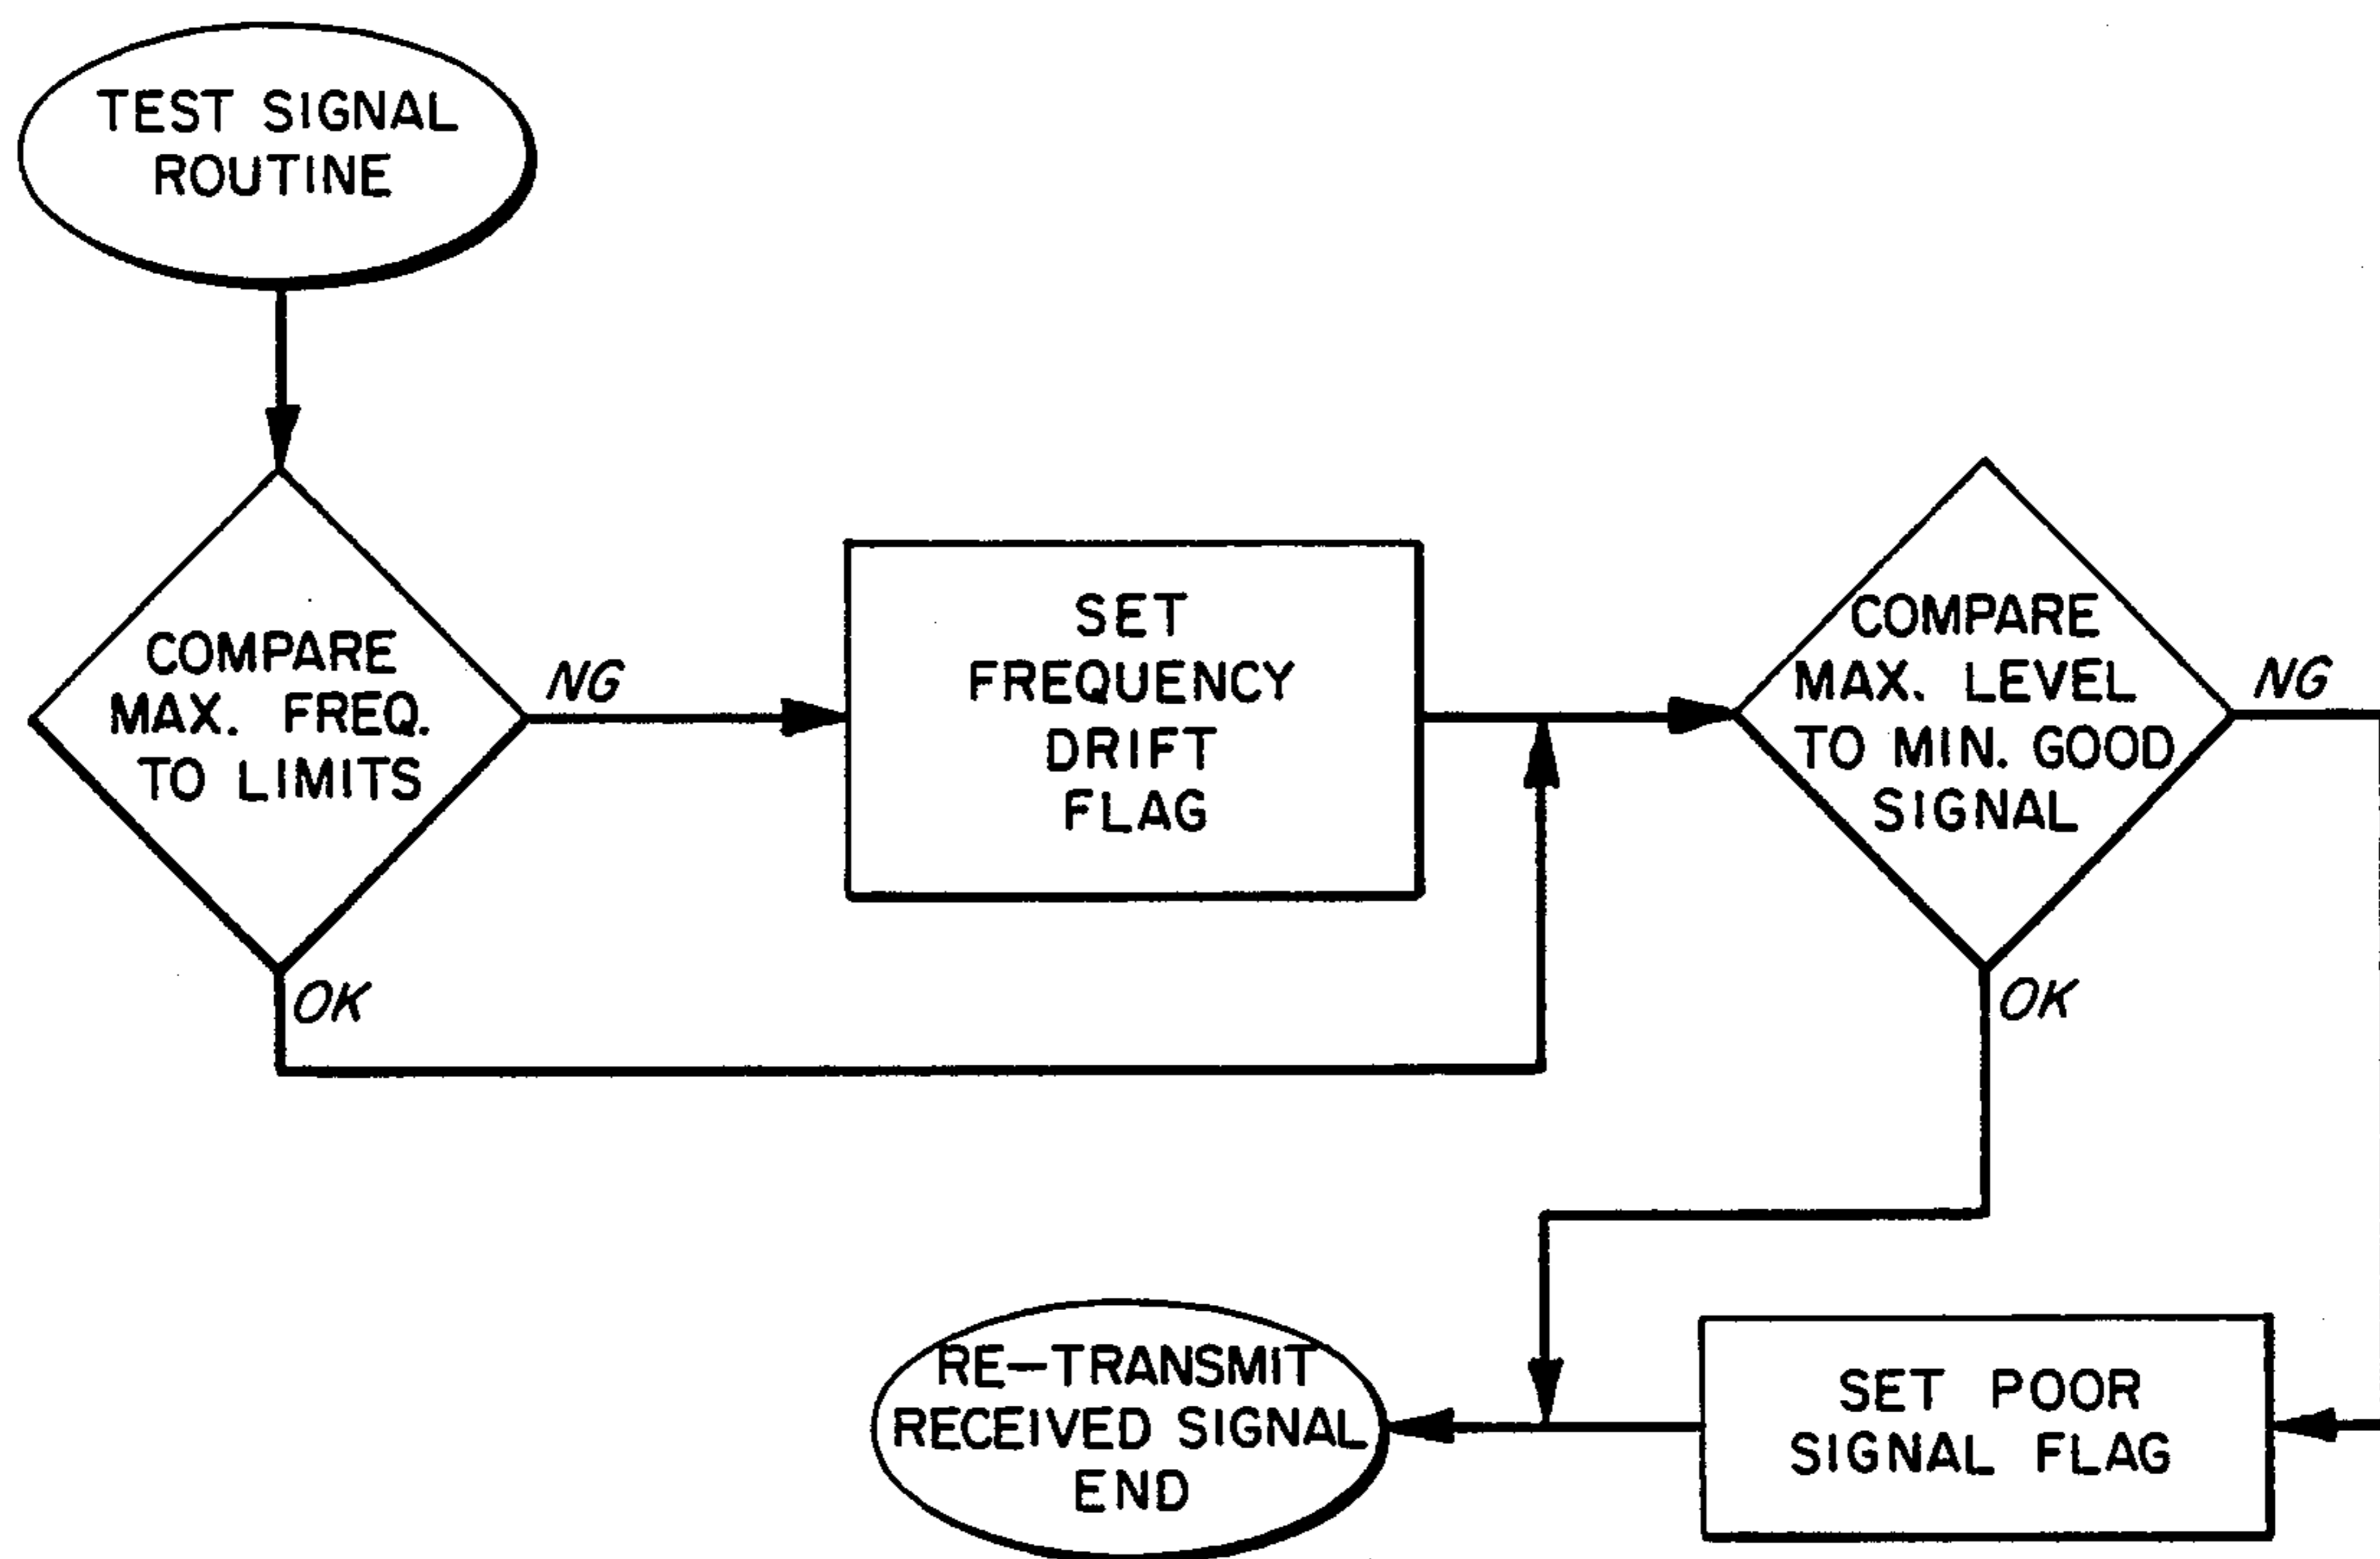 TEST SIGNAL
ROUTINE
COMPARE
MAX. FREQ.
TO LIMITS
NG
OK
SET
FREQUENCY
DRIFT
FLAG
COMPARE
MAX. LEVEL
TO MIN. GOOD
SIGNAL
NG
OK
SET POOR
SIGNAL FLAG
RE-TRANSMIT
RECEIVED SIGNAL
END